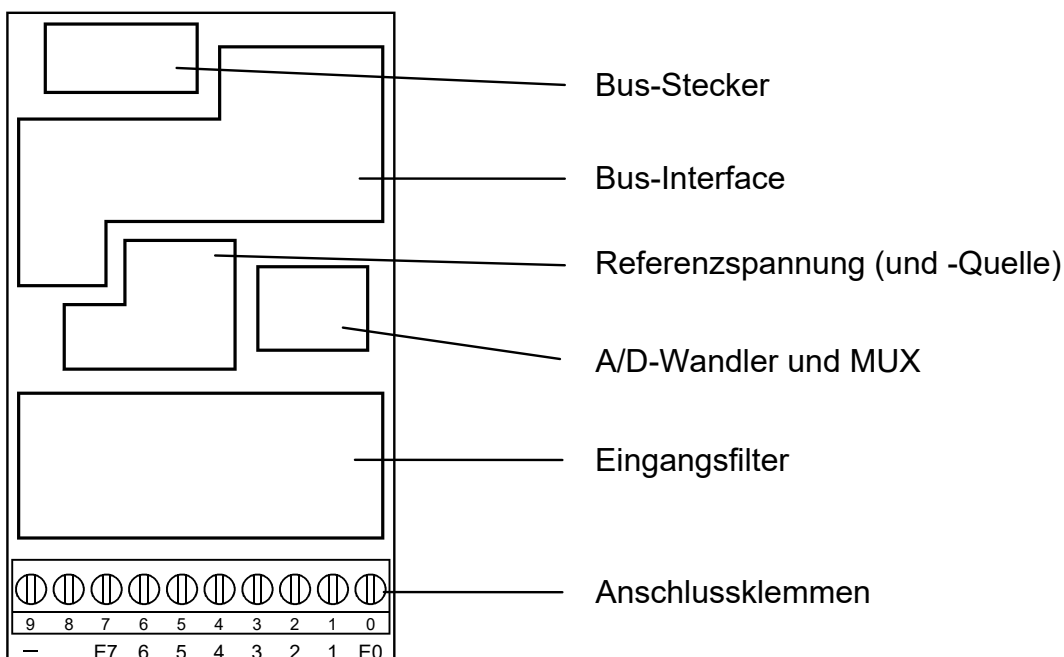 Bus-Stecker
Bus-Interface
Referenzspannung (und -Quelle)
A/D-Wandler und MUX
Eingangsfilter
Anschlussklemmen
9 8 7 6 5 4 3 2 1 0
– E7 6 5 4 3 2 1 E0